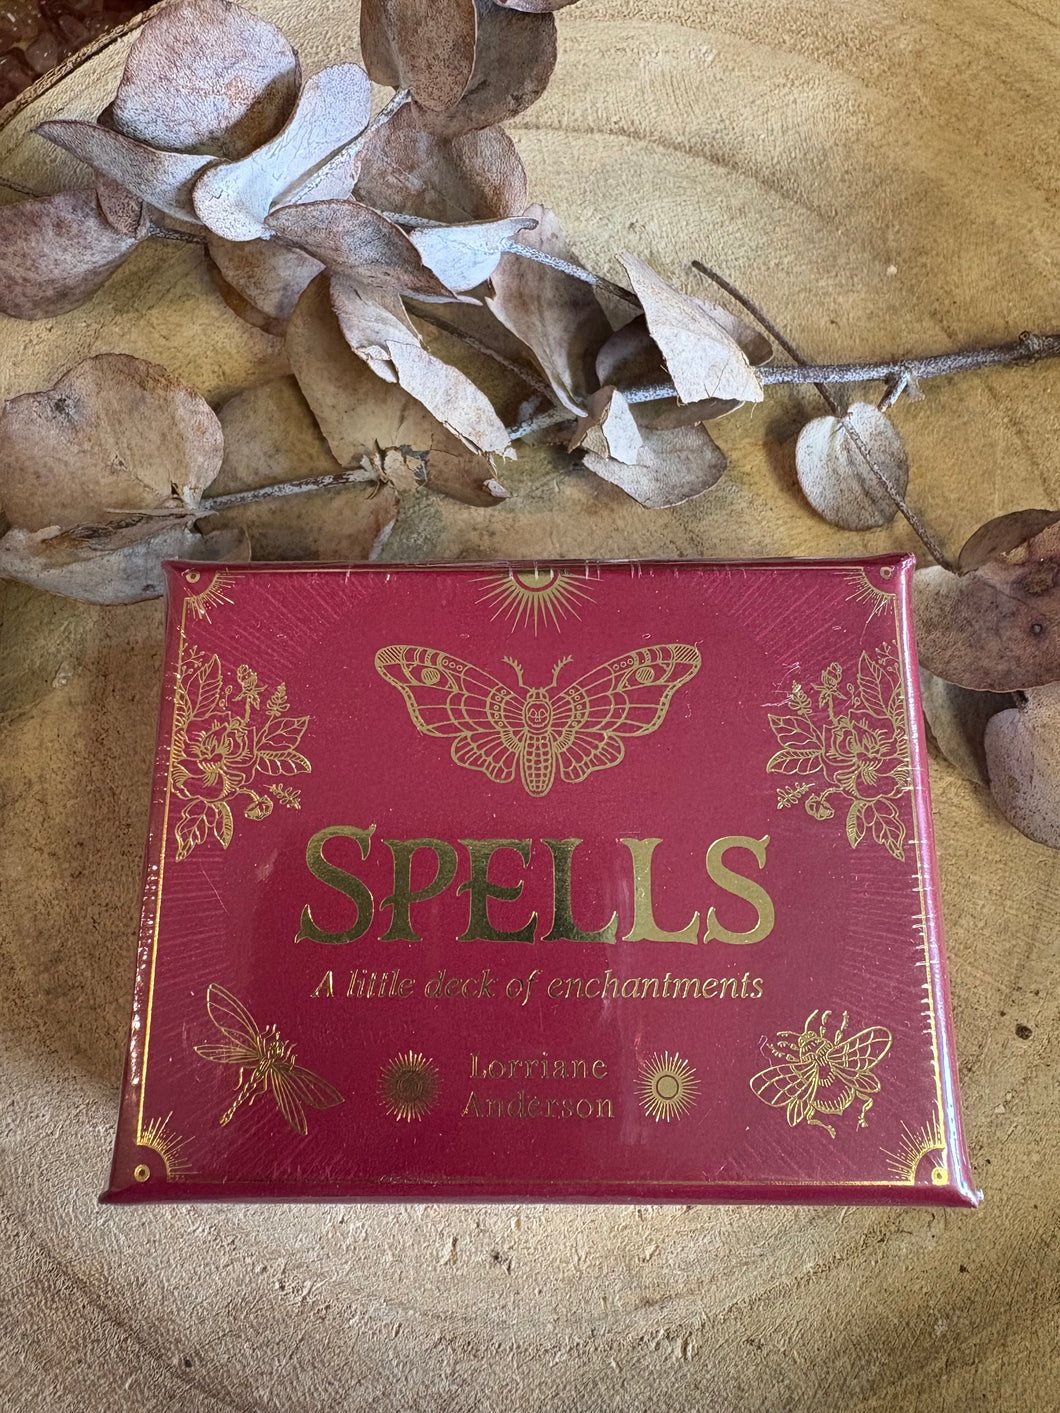 SPELLS
A little deck of enchantments
Lorriane
Anderson